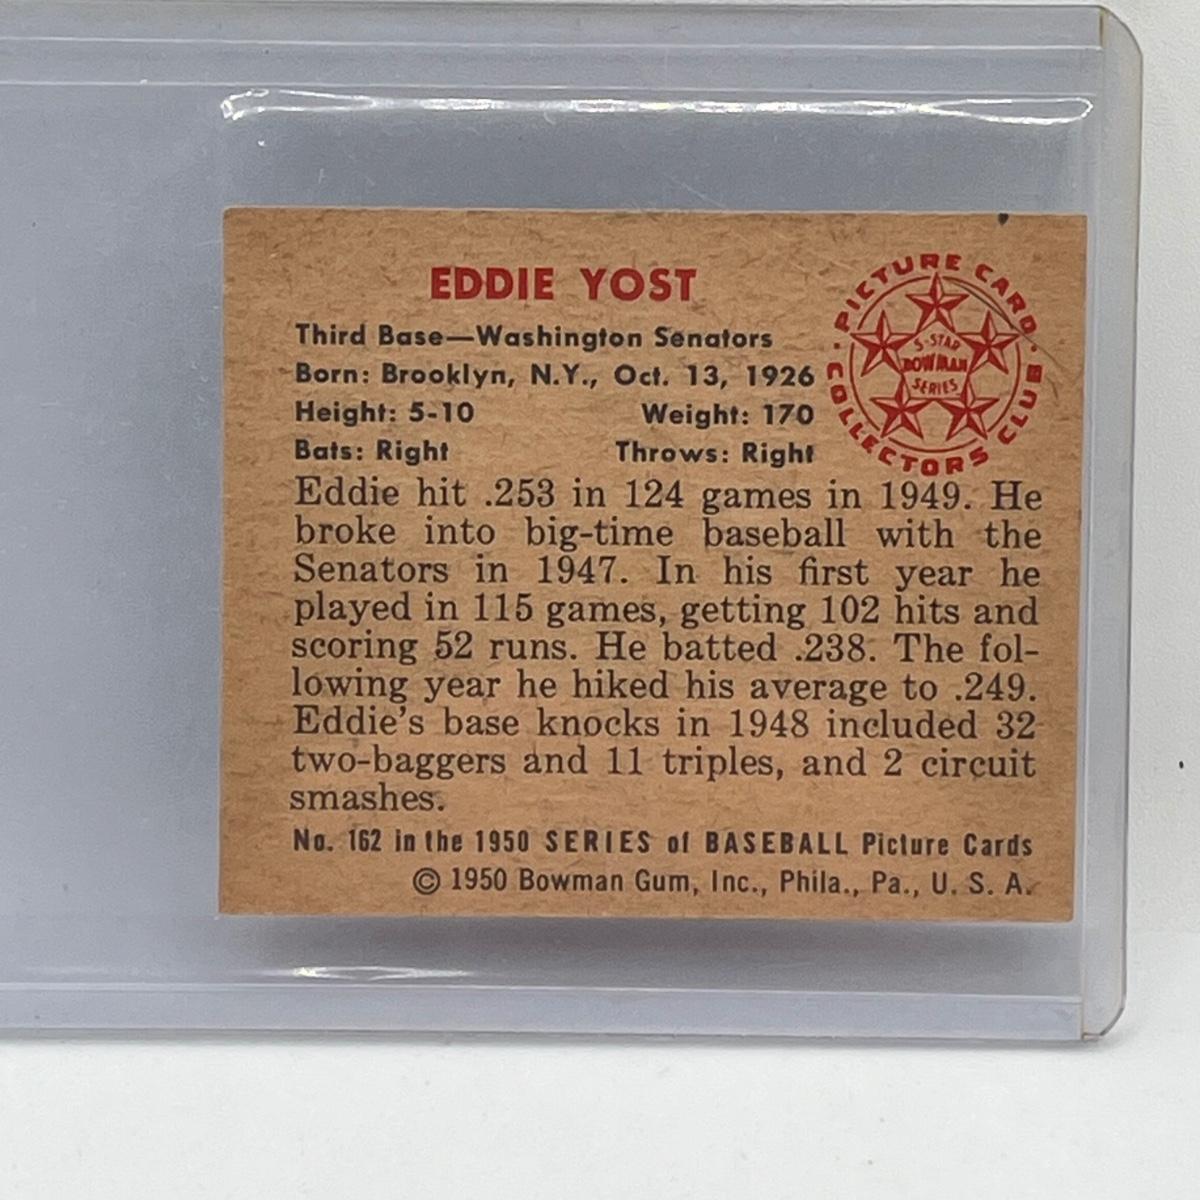 EDDIE YOST
Third Base—Washington Senators
Born: Brooklyn, N.Y., Oct. 13, 1926
Height: 5-10 Weight: 170
Bats: Right Throws: Right
PICTURE CARD
COLLECTORS CLUB
5-STAR
BOWMAN
SERIES
Eddie hit .253 in 124 games in 1949. He
broke into big-time baseball with the
Senators in 1947. In his first year he
played in 115 games, getting 102 hits and
scoring 52 runs. He batted .238. The fol-
lowing year he hiked his average to .249.
Eddie's base knocks in 1948 included 32
two-baggers and 11 triples, and 2 circuit
smashes.
No. 162 in the 1950 SERIES of BASEBALL Picture Cards
© 1950 Bowman Gum, Inc., Phila., Pa., U. S. A.